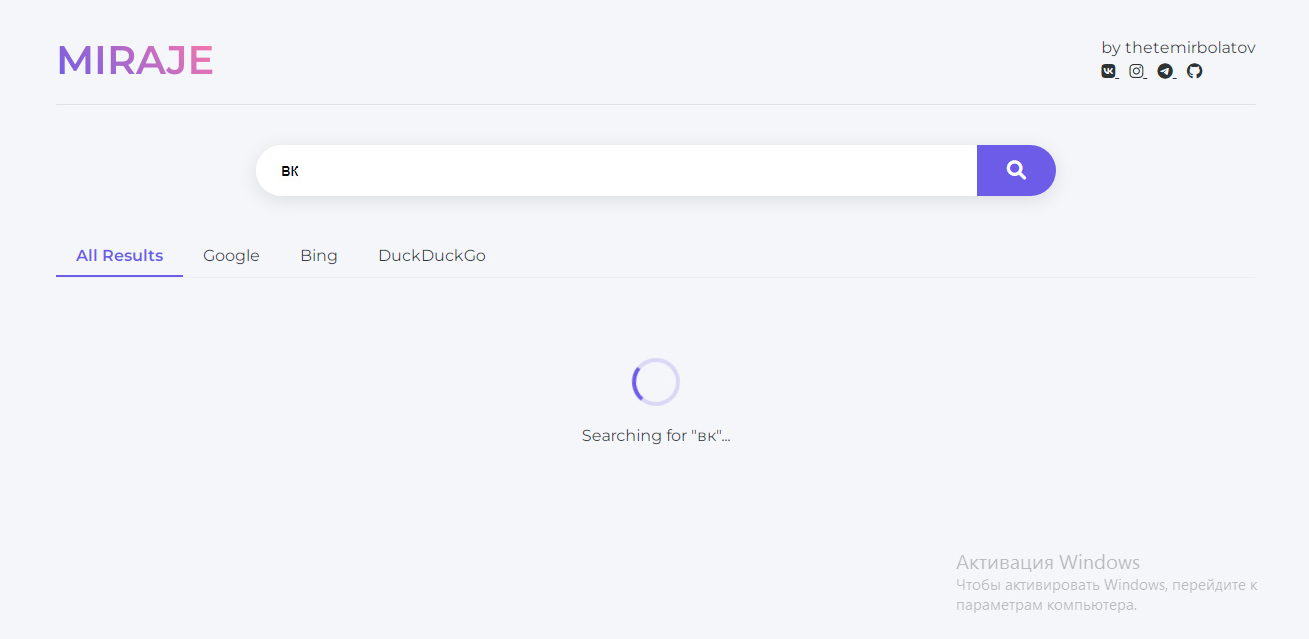 MIRAJE
by thetemirbolatov
вк
All Results
Google
Bing
DuckDuckGo
Searching for "вк"...
Активация Windows
Чтобы активировать Windows, перейдите к
параметрам компьютера.